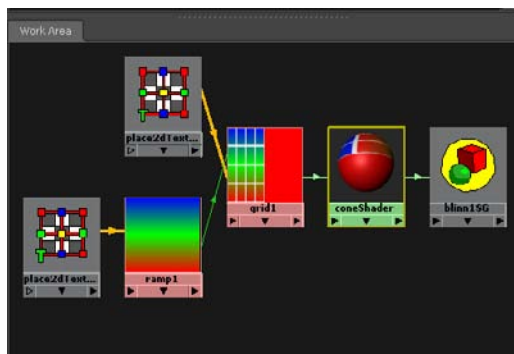 Work Area
place2dText...
grid1
coneShader
blinn1SG
place2dText...
ramp1